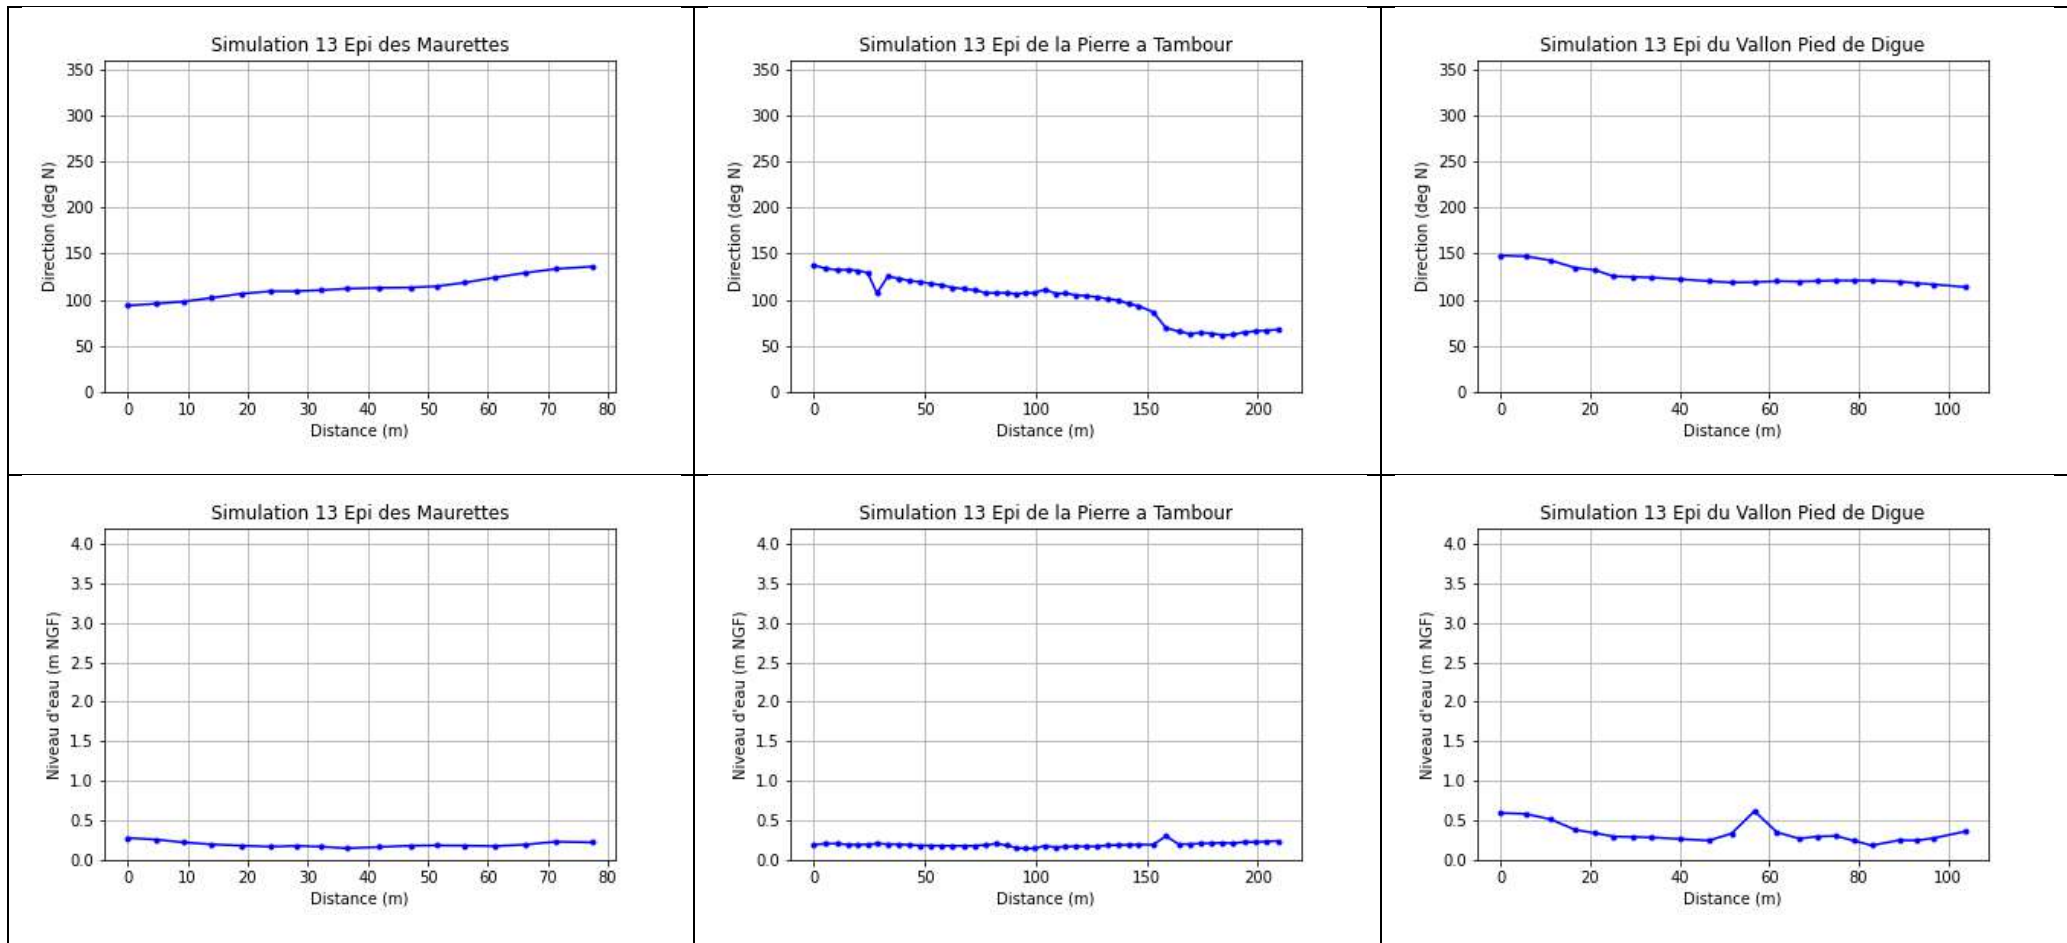 Simulation 13 Epi des Maurettes
350
300
250
200
150
100
50
0
Direction (deg N)
0 10 20 30 40 50 60 70 80
Distance (m)
Simulation 13 Epi de la Pierre a Tambour
350
300
250
200
150
100
50
0
Direction (deg N)
0 50 100 150 200
Distance (m)
Simulation 13 Epi du Vallon Pied de Digue
350
300
250
200
150
100
50
0
Direction (deg N)
0 20 40 60 80 100
Distance (m)
Simulation 13 Epi des Maurettes
4.0
3.5
3.0
2.5
2.0
1.5
1.0
0.5
0.0
Niveau d'eau (m NGF)
0 10 20 30 40 50 60 70 80
Distance (m)
Simulation 13 Epi de la Pierre a Tambour
4.0
3.5
3.0
2.5
2.0
1.5
1.0
0.5
0.0
Niveau d'eau (m NGF)
0 50 100 150 200
Distance (m)
Simulation 13 Epi du Vallon Pied de Digue
4.0
3.5
3.0
2.5
2.0
1.5
1.0
0.5
0.0
Niveau d'eau (m NGF)
0 20 40 60 80 100
Distance (m)